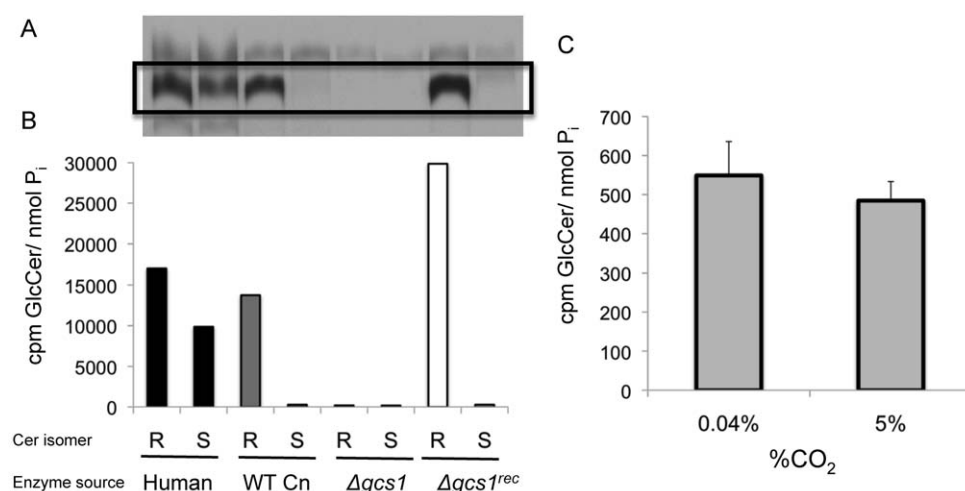 A
B
cpm GlcCer/ nmol Pi
30000
25000
20000
15000
10000
5000
0
Cer isomer R S R S R S R S
Enzyme source Human WT Cn Δgcs1 Δgcs1rec
C
cpm GlcCer/ nmol Pi
700
600
500
400
300
200
100
0
0.04% 5%
%CO2